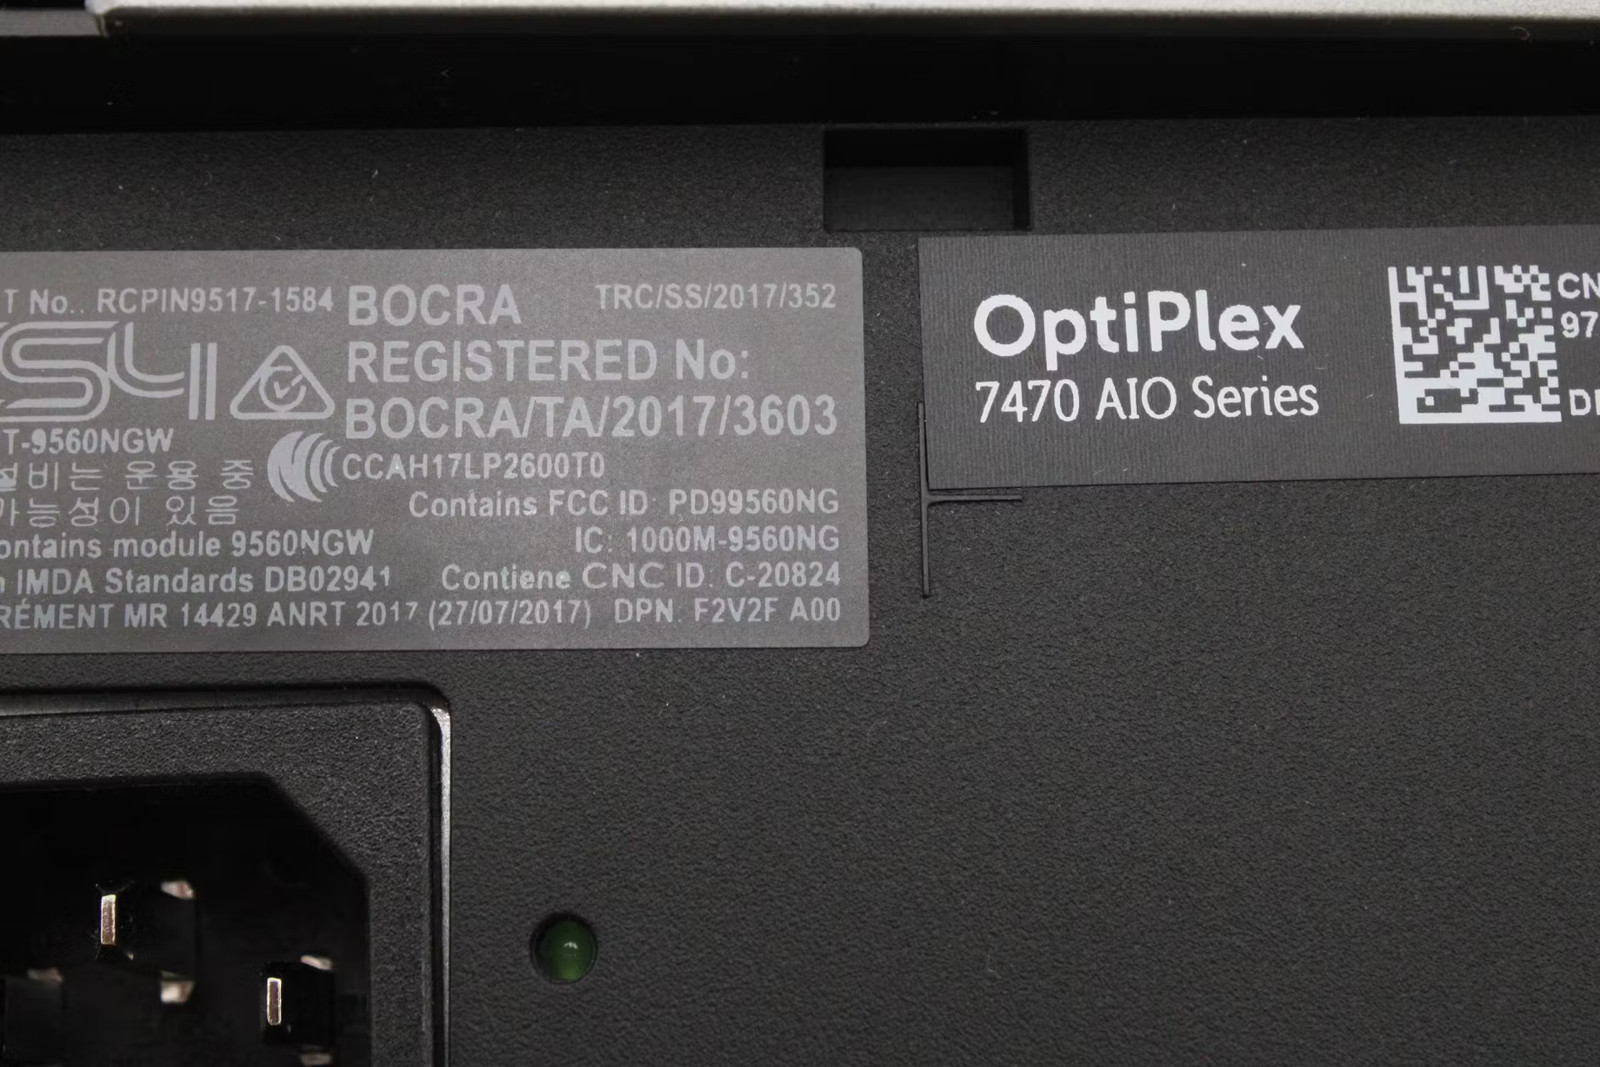 T No.. RCPIN9517-1584
TRC/SS/2017/352
BOCRA
REGISTERED No:
BOCRA/TA/2017/3603
T-9560NGW
CCAH17LP2600T0
설비는 운용 중
가능성이 있음
Contains FCC ID: PD99560NG
ontains module 9560NGW
IC: 1000M-9560NG
IMDA Standards DB02941
Contiene CNC ID: C-20824
RÉMENT MR 14429 ANRT 2017 (27/07/2017)
DPN: F2V2F A00
OptiPlex
7470 AIO Series
CN
97